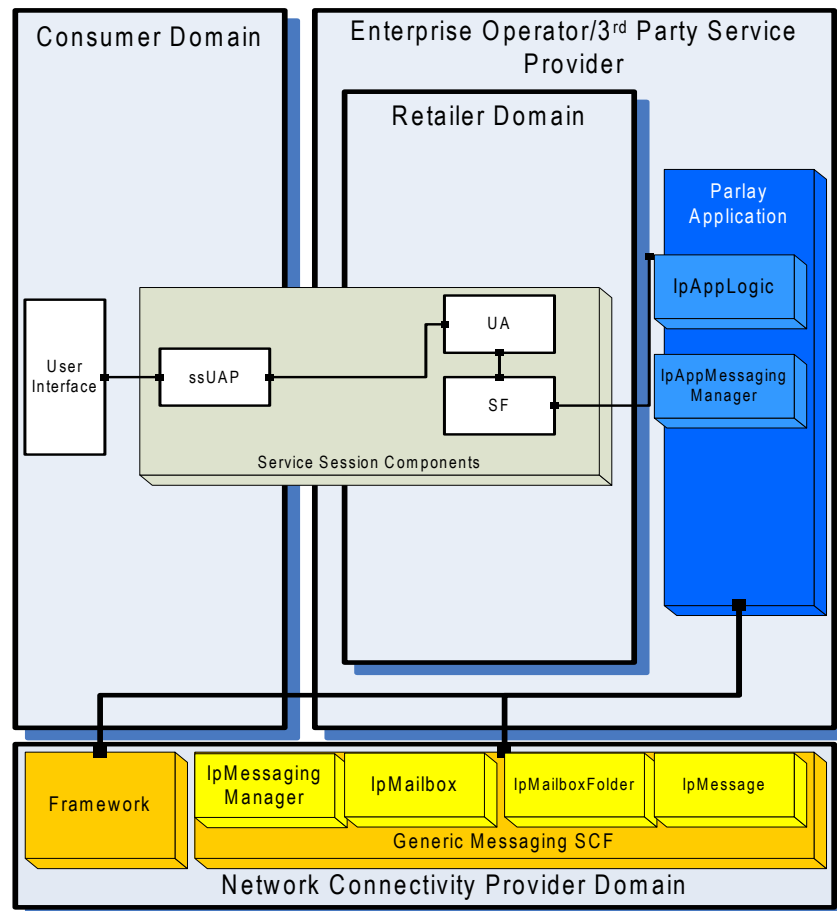 Consumer Domain
Enterprise Operator/3rd Party Service
Provider
Retailer Domain
Parlay
Application
IpAppLogic
UA
User
Interface
ssUAP
IpAppMessaging
Manager
SF
Service Session Components
IpMessaging
Manager
IpMailbox
IpMailboxFolder
IpMessage
Framework
Generic Messaging SCF
Network Connectivity Provider Domain